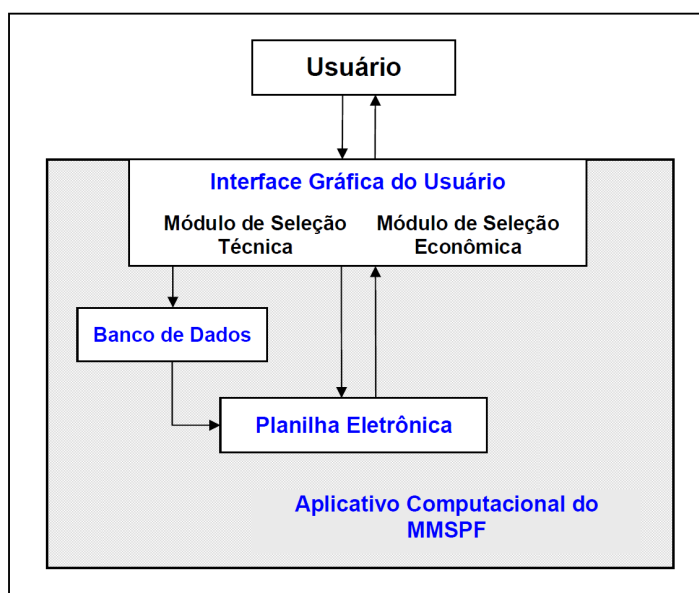 Usuário
Interface Gráfica do Usuário
Módulo de Seleção
Técnica
Módulo de Seleção
Econômica
Banco de Dados
Planilha Eletrônica
Aplicativo Computacional do
MMSPF